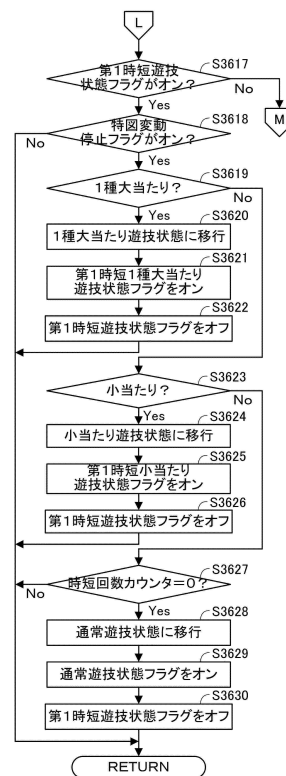 L
第1時短遊技
状態フラグがオン?
S3617
No
Yes
M
特図変動
停止フラグがオン?
S3618
No
Yes
1種大当たり?
S3619
No
Yes
S3620
1種大当たり遊技状態に移行
S3621
第1時短1種大当たり
遊技状態フラグをオン
S3622
第1時短遊技状態フラグをオフ
小当たり?
S3623
No
Yes
S3624
小当たり遊技状態に移行
S3625
第1時短小当たり
遊技状態フラグをオン
S3626
第1時短遊技状態フラグをオフ
時短回数カウンタ=0?
S3627
No
Yes
S3628
通常遊技状態に移行
S3629
通常遊技状態フラグをオン
S3630
第1時短遊技状態フラグをオフ
RETURN